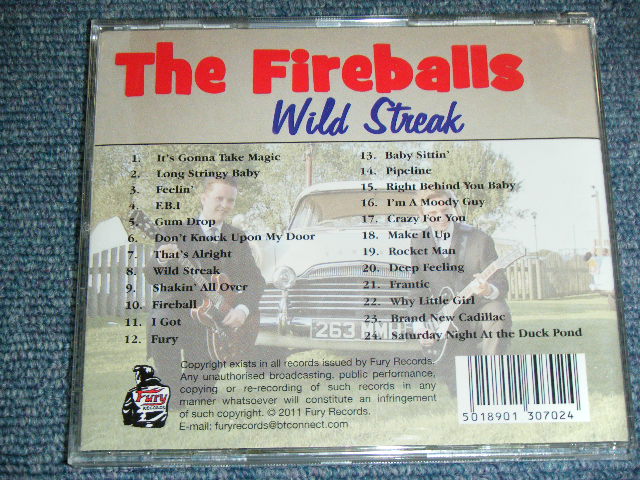 The Fireballs
Wild Streak
1. It's Gonna Take Magic
2. Long Stringy Baby
3. Feelin'
4. F.B.I
5. Gum Drop
6. Don't Knock Upon My Door
7. That's Alright
8. Wild Streak
9. Shakin' All Over
10. Fireball
11. I Got
12. Fury
13. Baby Sittin'
14. Pipeline
15. Right Behind You Baby
16. I'm A Moody Guy
17. Crazy For You
18. Make It Up
19. Rocket Man
20. Deep Feeling
21. Frantic
22. Why Little Girl
23. Brand New Cadillac
24. Saturday Night At the Duck Pond
263
Copyright exists in all records issued by Fury Records.
Any unauthorised broadcasting, public performance,
copying or re-recording of such records in any
manner whatsoever will constitute an infringement
of such copyright. © 2011 Fury Records.
E-mail: furyrecords@btconnect.com
Fury
RECORDS
5018901 307024